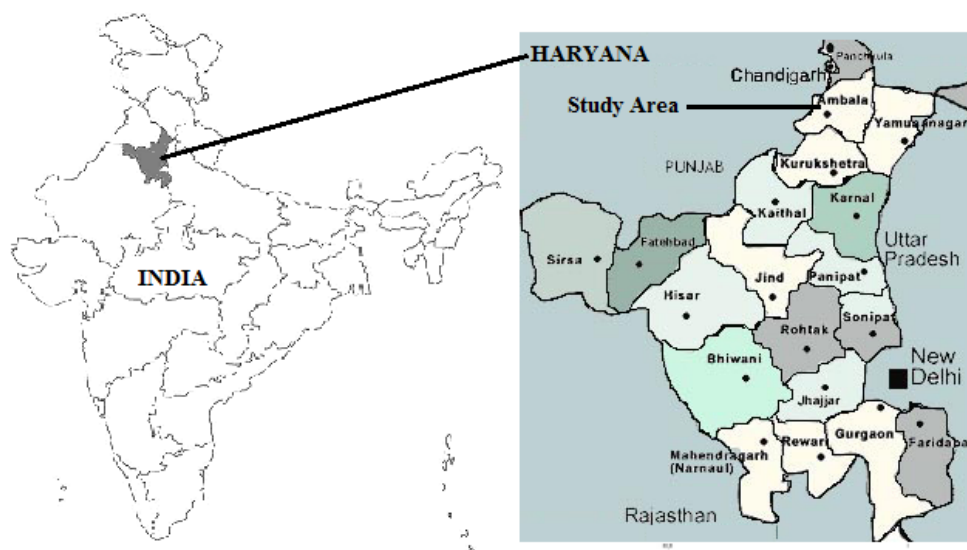 HARYANA
INDIA
Panchkula
Chandigarh
Study Area
Ambala
Yamunanagar
PUNJAB
Kurukshetra
Kaithal
Karnal
Uttar
Pradesh
Sirsa
Fatehbad
Jind
Panipat
Hisar
Sonipat
Rohtak
Bhiwani
New
Delhi
Jhajjar
Mahendragarh
(Narnaul)
Rewari
Gurgaon
Faridaba
Rajasthan